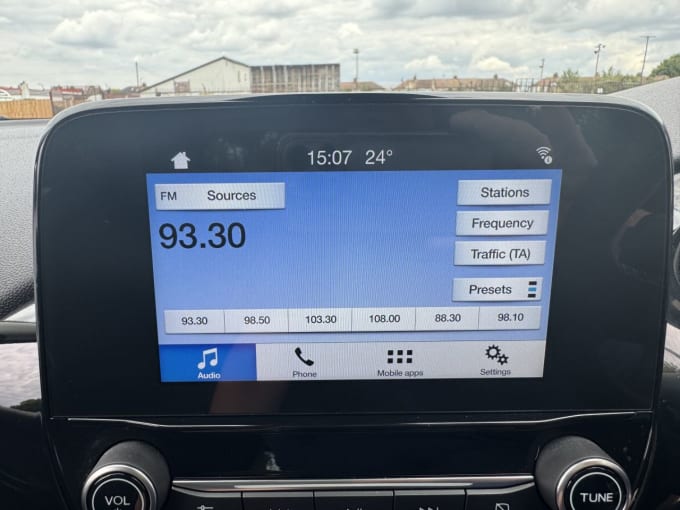 15:07 24°
FM Sources
93.30
Stations
Frequency
Traffic (TA)
Presets
93.30 98.50 103.30 108.00 88.30 98.10
Audio Phone Mobile apps Settings
VOL TUNE